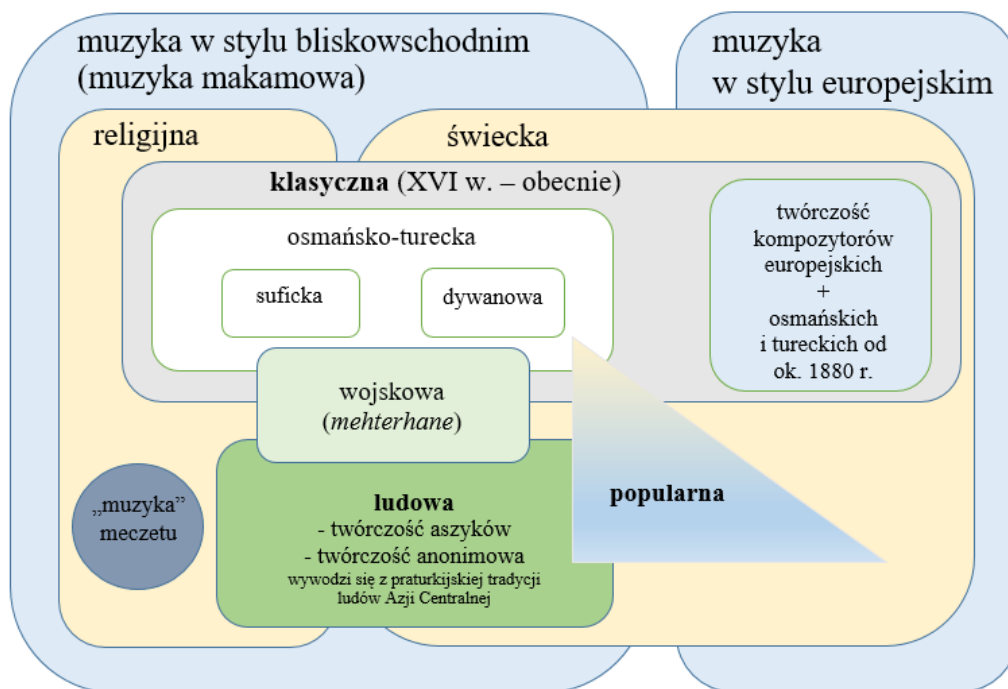 muzyka w stylu bliskowschodnim
(muzyka makamowa)
muzyka
w stylu europejskim
religijna
świecka
klasyczna (XVI w. – obecnie)
osmańsko-turecka
suficka
dywanowa
twórczość
kompozytorów
europejskich
+
osmańskich
i tureckich od
ok. 1880 r.
wojskowa
(mehterhane)
„muzyka”
meczetu
ludowa
- twórczość aszyków
- twórczość anonimowa
wywodzi się z praturkijskiej tradycji
ludów Azji Centralnej
popularna